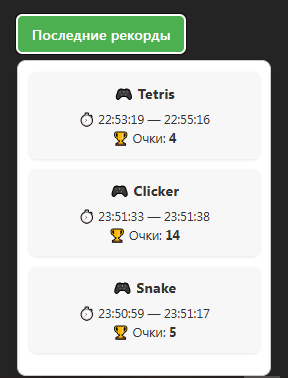 Последние рекорды
🎮 Tetris
⏱ 22:53:19 — 22:55:16
🏆 Очки: 4
🎮 Clicker
⏱ 23:51:33 — 23:51:38
🏆 Очки: 14
🎮 Snake
⏱ 23:50:59 — 23:51:17
🏆 Очки: 5